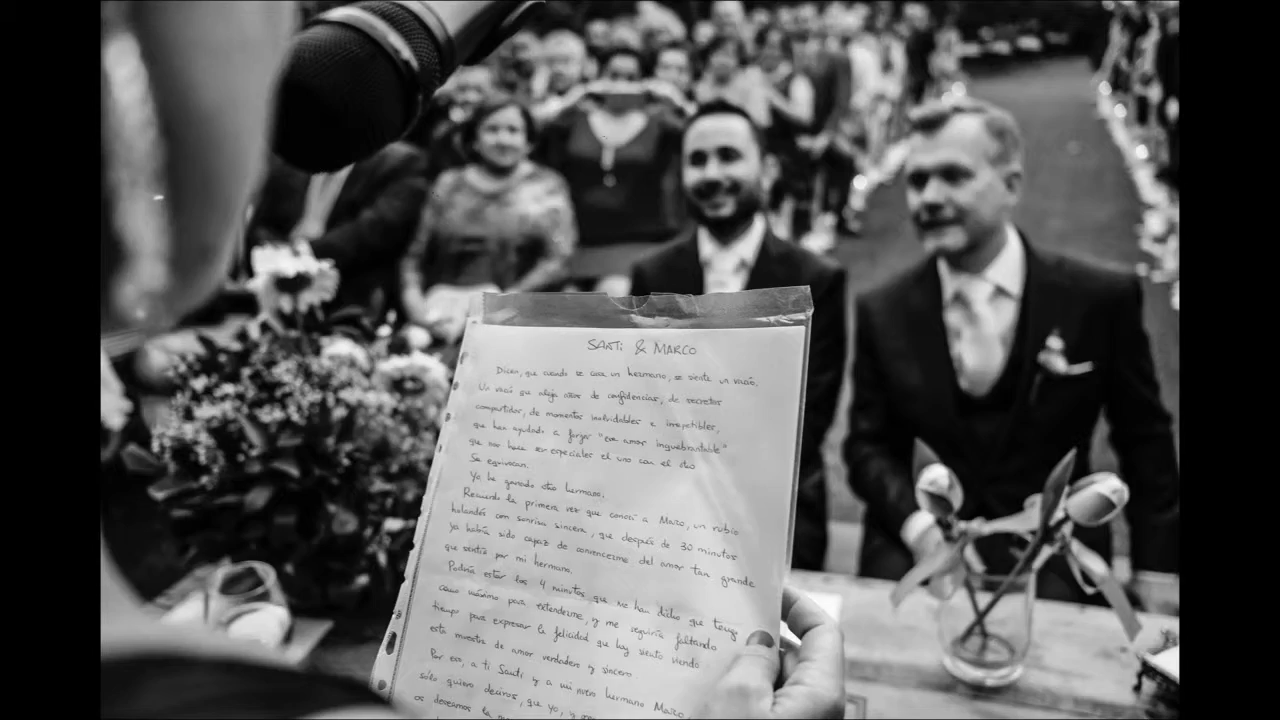 SANTI & MARCO
Dicen, que cuando se casa un hermano, se siente un vacío.
Un vacío que aloja años de confidencias, de secretos
compartidos, de momentos inolvidables e irrepetibles,
que han ayudado a forjar "ese amor inquebrantable"
que nos hace ser especiales el uno con el otro
Se equivocan.
Yo, he ganado otro hermano.
Recuerdo la primera vez que conocí a Marco, un rubio
holandés con sonrisa sincera, que después de 30 minutos
ya había sido capaz de convencerme del amor tan grande
que sentía por mi hermano.
Podría estar los 4 minutos que me han dicho que tengo
como máximo para extenderme, y me seguiría faltando
tiempo para expresar la felicidad que hoy siento viendo
esta muestra de amor verdadero y sincero.
Por eso, a ti Santi y a mi nuevo hermano Marco,
sólo quiero deciros, que yo, y
os deseamos la